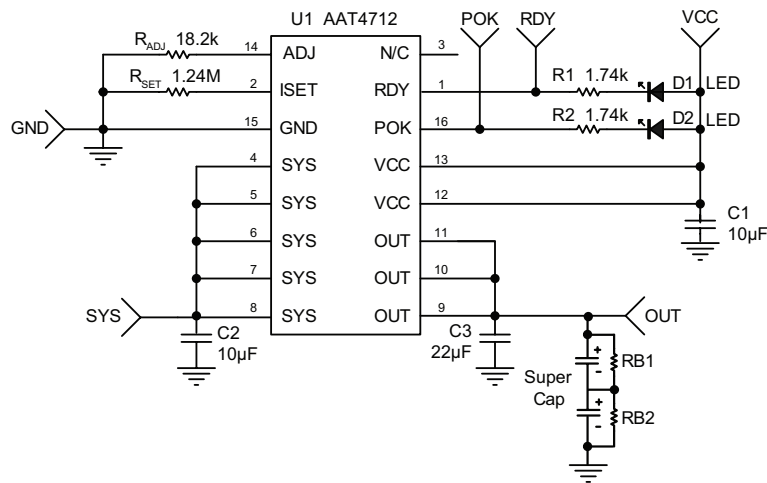 U1 AAT4712
POK RDY VCC
R_ADJ 18.2k 14 ADJ N/C 3
R_SET 1.24M 2 ISET RDY 1 R1 1.74k D1 LED
GND 15 GND POK 16 R2 1.74k D2 LED
4 SYS VCC 13
5 SYS VCC 12
6 SYS OUT 11 C1
10µF
7 SYS OUT 10
SYS 8 SYS OUT 9 OUT
C2
10µF
C3
22µF
+ RB1
-
Super
Cap
+ RB2
-